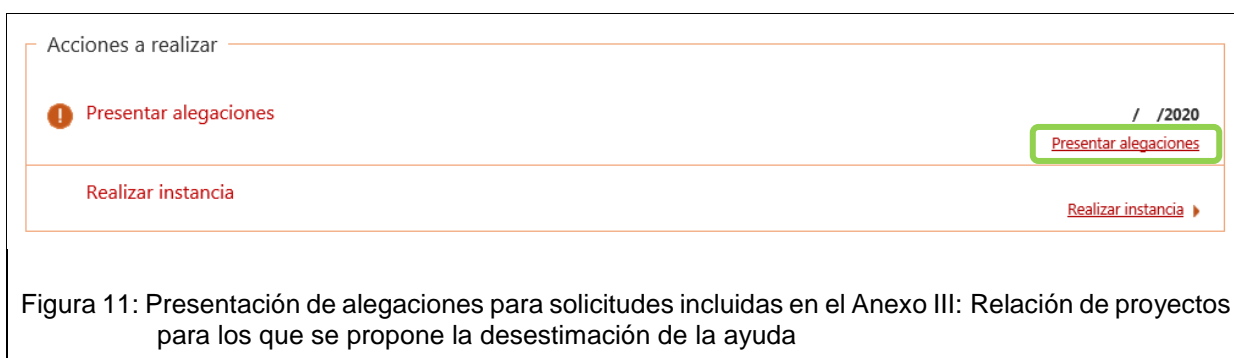 Acciones a realizar
Presentar alegaciones
/ /2020
Presentar alegaciones
Realizar instancia
Realizar instancia
Figura 11: Presentación de alegaciones para solicitudes incluidas en el Anexo III: Relación de proyectos
para los que se propone la desestimación de la ayuda